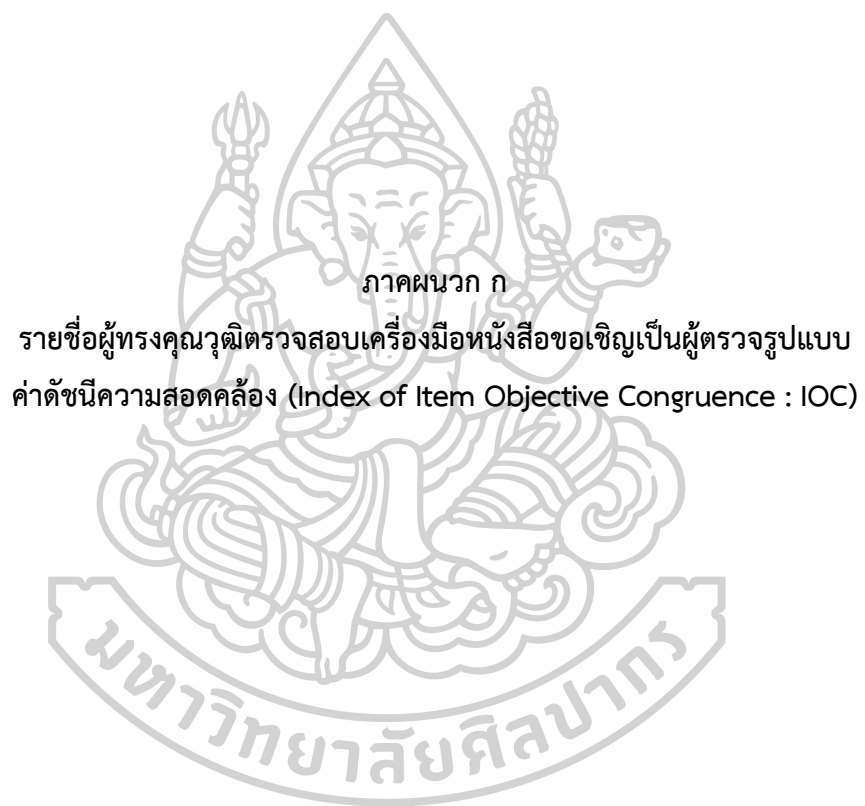 ภาคผนวก ก
รายชื่อผู้ทรงคุณวุฒิตรวจสอบเครื่องมือหนังสือขอเชิญเป็นผู้ตรวจรูปแบบ
ค่าดัชนีความสอดคล้อง (Index of Item Objective Congruence : IOC)
มหาวิทยาลัยศิลปากร